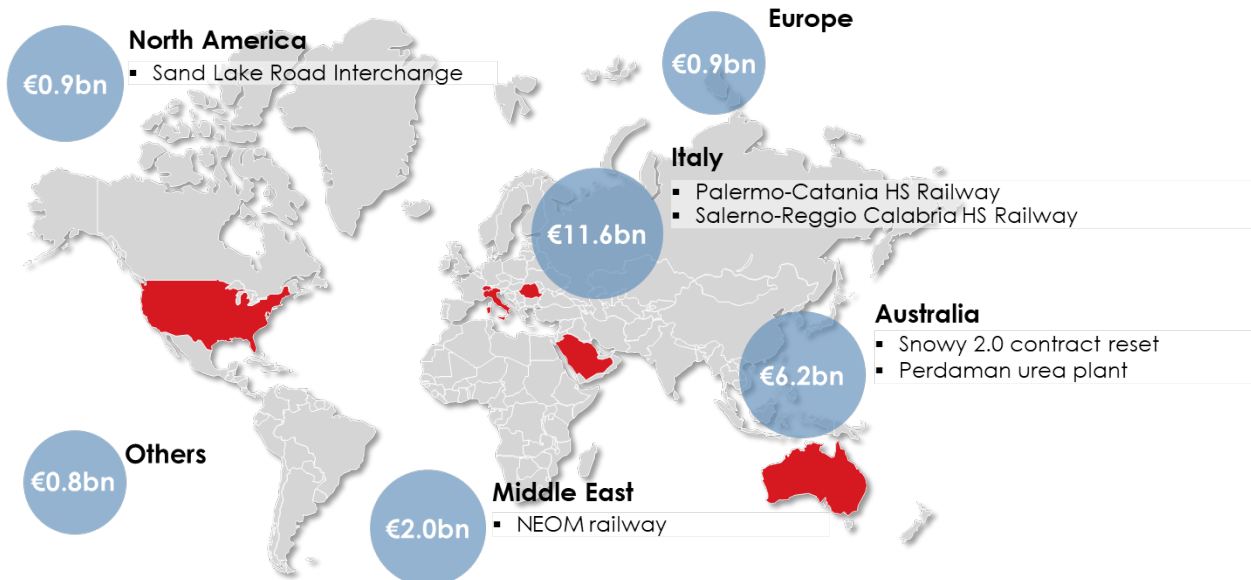 North America
€0.9bn
▪ Sand Lake Road Interchange
Europe
€0.9bn
Italy
€11.6bn
▪ Palermo-Catania HS Railway
▪ Salerno-Reggio Calabria HS Railway
Australia
€6.2bn
▪ Snowy 2.0 contract reset
▪ Perdaman urea plant
Others
€0.8bn
Middle East
€2.0bn
▪ NEOM railway